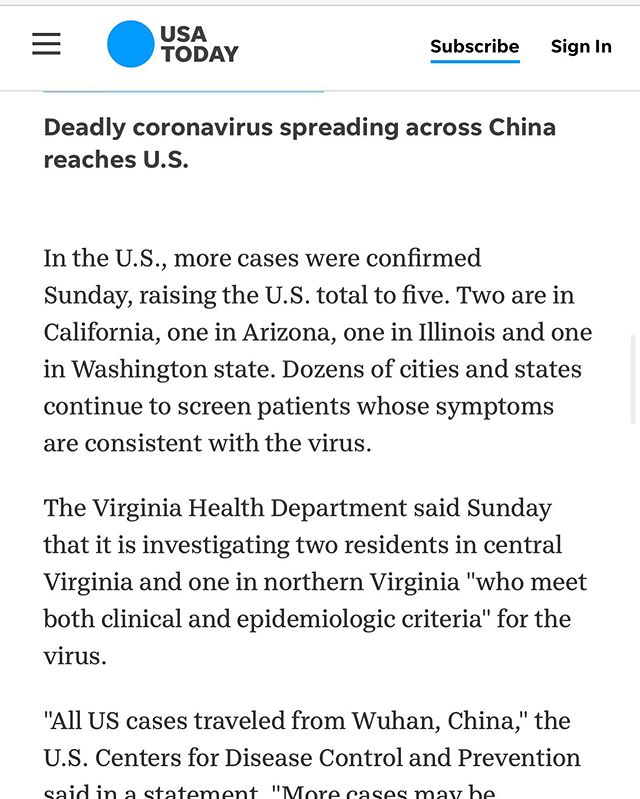 USA
TODAY
Subscribe
Sign In
Deadly coronavirus spreading across China
reaches U.S.
In the U.S., more cases were confirmed
Sunday, raising the U.S. total to five. Two are in
California, one in Arizona, one in Illinois and one
in Washington state. Dozens of cities and states
continue to screen patients whose symptoms
are consistent with the virus.
The Virginia Health Department said Sunday
that it is investigating two residents in central
Virginia and one in northern Virginia "who meet
both clinical and epidemiologic criteria" for the
virus.
"All US cases traveled from Wuhan, China," the
U.S. Centers for Disease Control and Prevention
said in a statement. "More cases may be